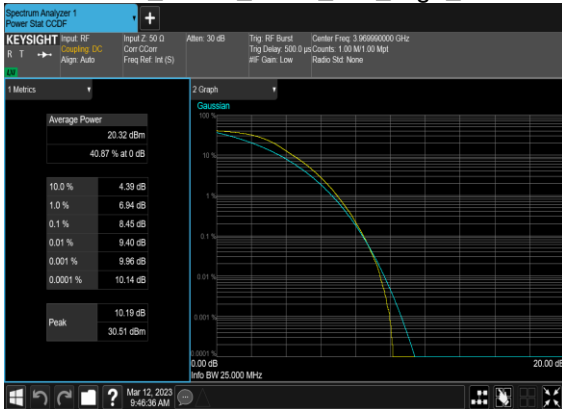 Spectrum Analyzer 1
Power Stat CCDF
KEYSIGHT
R T
Input: RF
Coupling: DC
Align: Auto
Input Z: 50 Ω
Corr CCorr
Freq Ref: Int (S)
Atten: 30 dB
Trig: RF Burst
Trig Delay: 500.0 µs
#IF Gain: Low
Center Freq: 3.969990000 GHz
Counts: 1.00 M/1.00 Mpt
Radio Std: None
1 Metrics
Average Power
20.32 dBm
40.87 % at 0 dB
10.0 % 4.39 dB
1.0 % 6.94 dB
0.1 % 8.45 dB
0.01 % 9.40 dB
0.001 % 9.96 dB
0.0001 % 10.14 dB
Peak
10.19 dB
30.51 dBm
2 Graph
Gaussian
100 %
10 %
1 %
0.1 %
0.01 %
0.001 %
0.0001 %
0.00 dB
20.00 dB
Info BW 25.000 MHz
?
Mar 12, 2023
9:46:36 AM